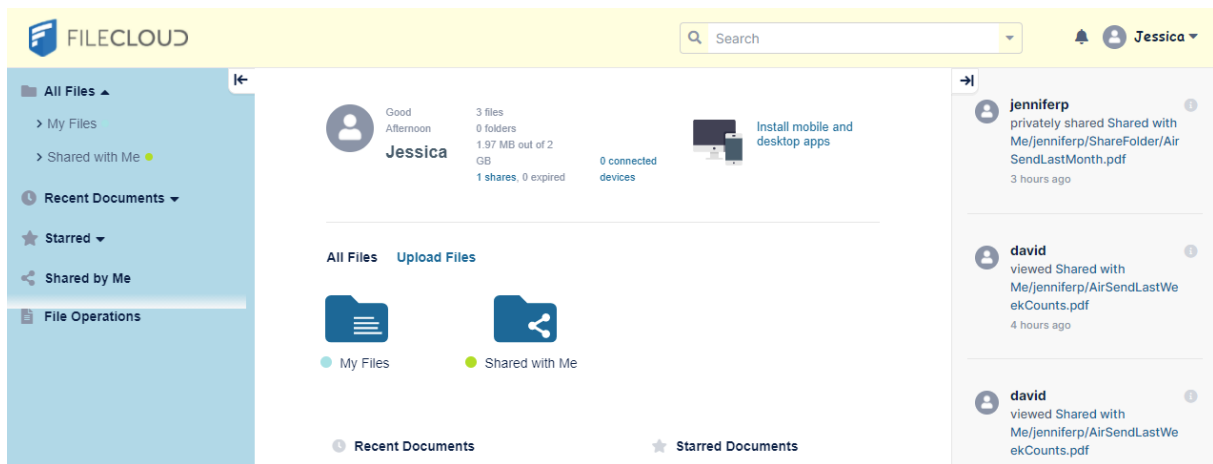 FILECLOUD
Search
Jessica
All Files
My Files
Shared with Me
Recent Documents
Starred
Shared by Me
File Operations
Good
Afternoon
Jessica
3 files
0 folders
1.97 MB out of 2
GB
1 shares, 0 expired
0 connected
devices
Install mobile and
desktop apps
All Files Upload Files
My Files
Shared with Me
Recent Documents
Starred Documents
jenniferp
privately shared Shared with
Me/jenniferp/ShareFolder/Air
SendLastMonth.pdf
3 hours ago
david
viewed Shared with
Me/jenniferp/AirSendLastWe
ekCounts.pdf
4 hours ago
david
viewed Shared with
Me/jenniferp/AirSendLastWe
ekCounts.pdf